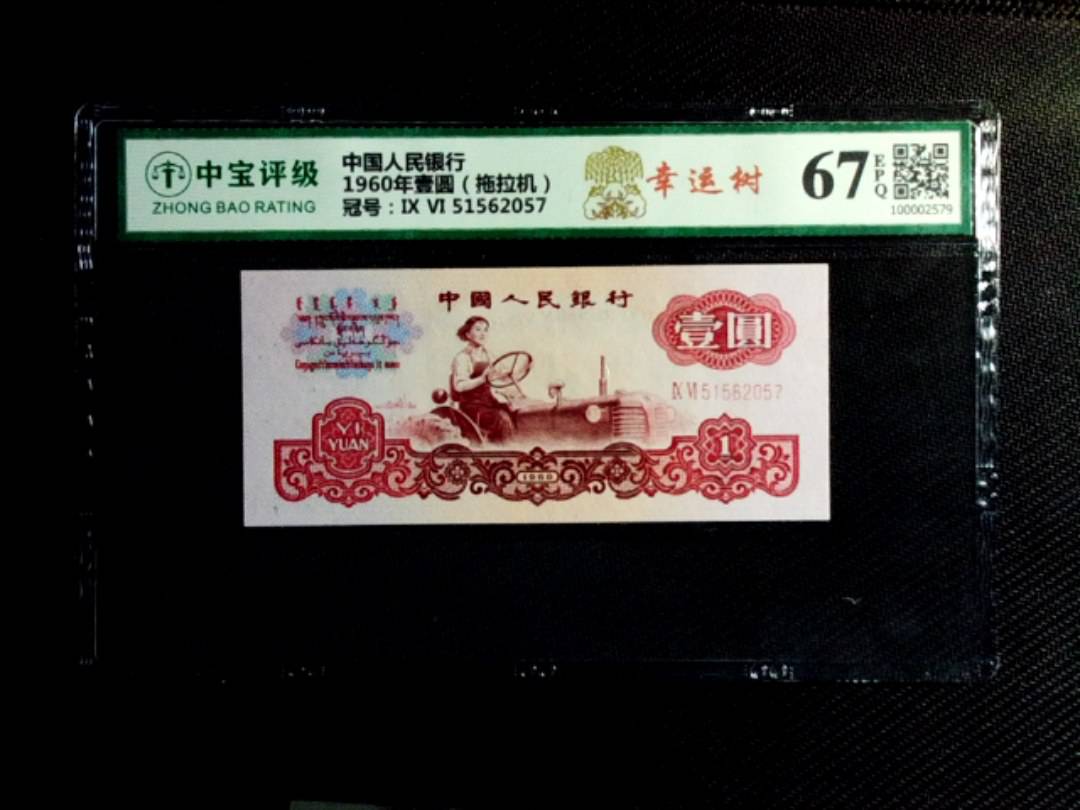 中宝评级
ZHONG BAO RATING
中国人民银行
1960年壹圆（拖拉机）
冠号：IX VI 51562057
幸运树
67
EPQ
100002579
中國人民銀行
壹圓
IX VI 51562057
YI
YUAN
1960
1